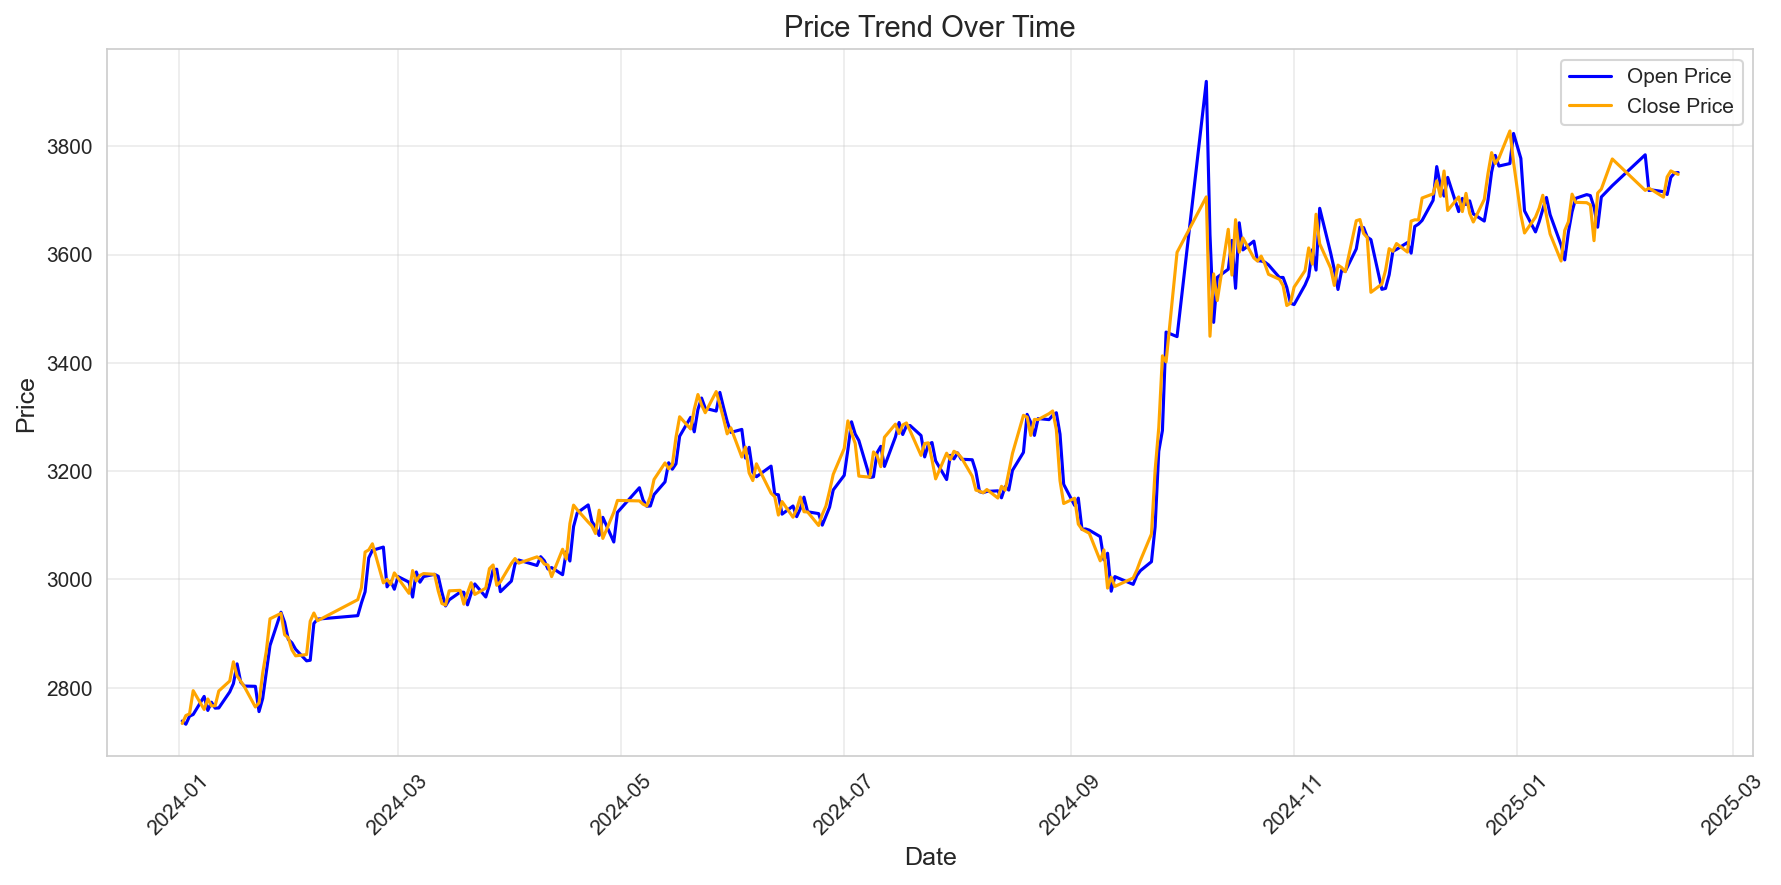 Price Trend Over Time
Open Price
Close Price
Price
3800
3600
3400
3200
3000
2800
2024-01
2024-03
2024-05
2024-07
2024-09
2024-11
2025-01
2025-03
Date